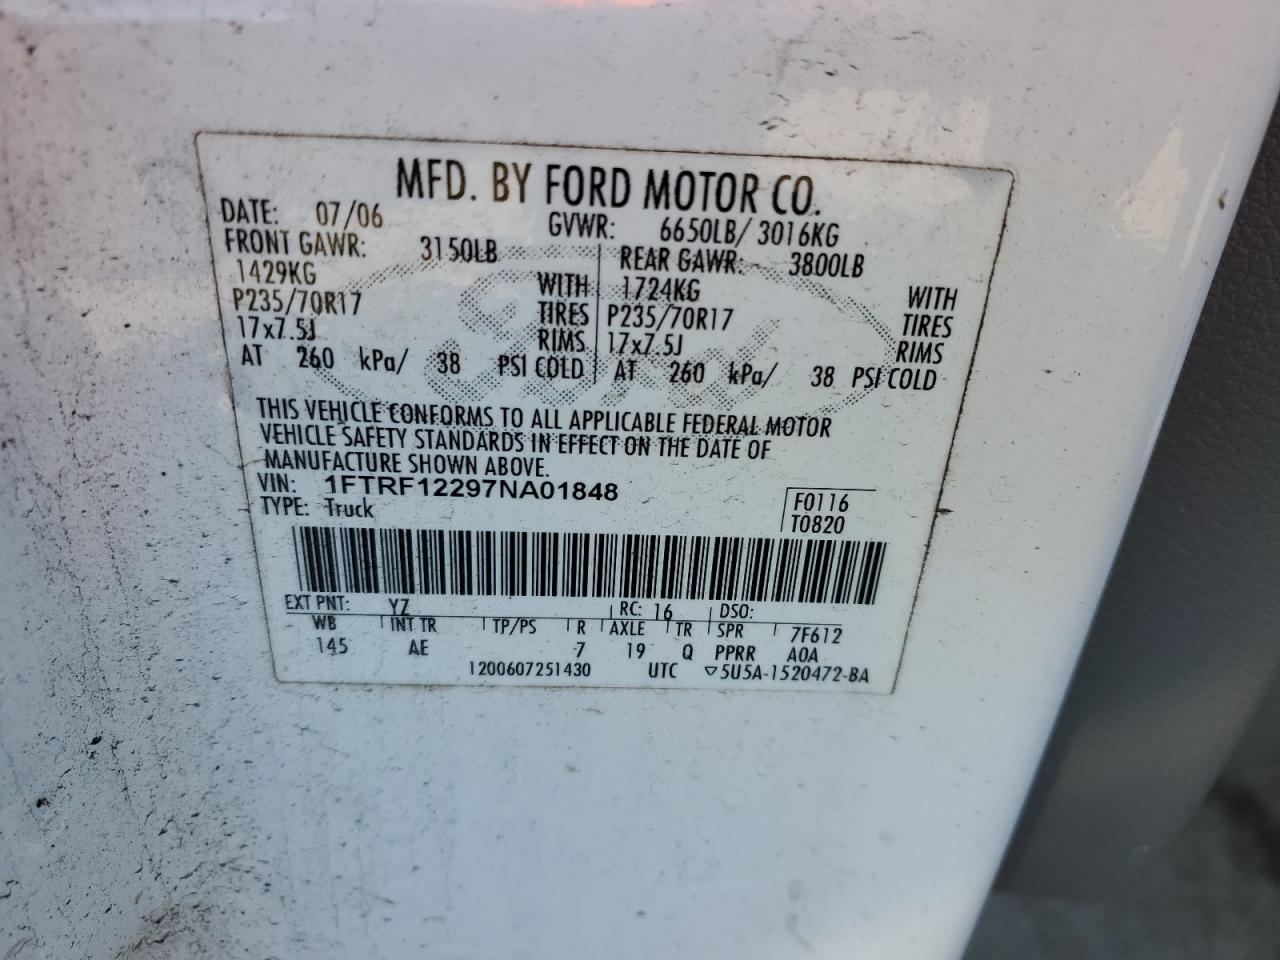 MFD. BY FORD MOTOR CO.
DATE: 07/06 GVWR: 6650LB/ 3016KG
FRONT GAWR: 3150LB REAR GAWR: 3800LB
1429KG WITH 1724KG WITH
P235/70R17 TIRES P235/70R17 TIRES
17x7.5J RIMS 17x7.5J RIMS
AT 260 kPa/ 38 PSI COLD AT 260 kPa/ 38 PSI COLD
THIS VEHICLE CONFORMS TO ALL APPLICABLE FEDERAL MOTOR
VEHICLE SAFETY STANDARDS IN EFFECT ON THE DATE OF
MANUFACTURE SHOWN ABOVE.
VIN: 1FTRF12297NA01848 F0116
TYPE: Truck T0820
EXT PNT: YZ RC: 16 DSO:
WB INT TR TP/PS R AXLE TR SPR 7F612
145 AE 7 19 Q PPRR A0A
1200607251430 UTC ▽5U5A-1520472-BA